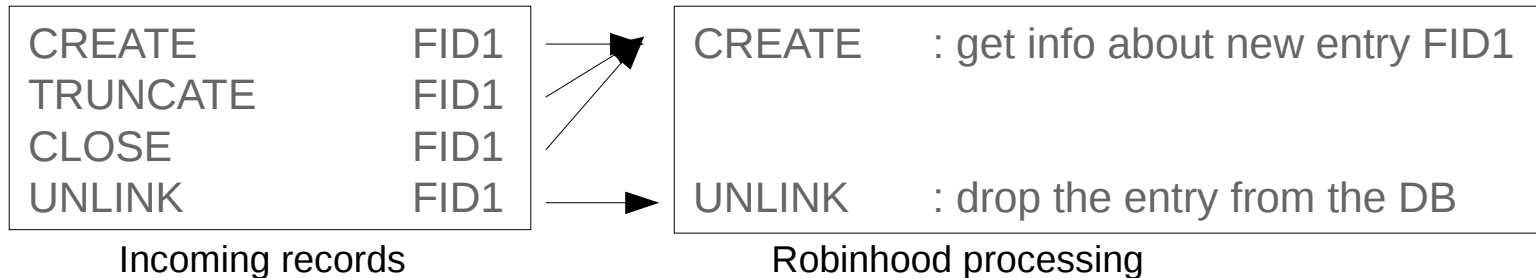 CREATE FID1
TRUNCATE FID1
CLOSE FID1
UNLINK FID1
Incoming records
CREATE : get info about new entry FID1
UNLINK : drop the entry from the DB
Robinhood processing